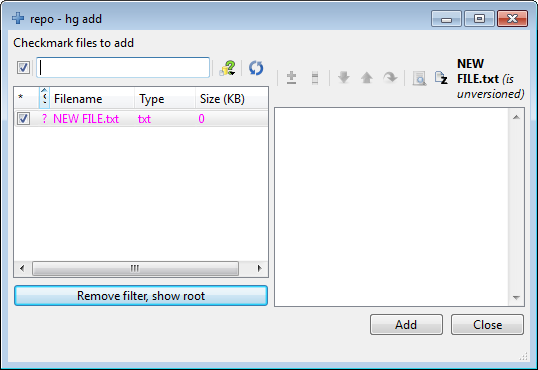 repo - hg add
Checkmark files to add
* S Filename Type Size (KB)
? NEW FILE.txt txt 0
Remove filter, show root
NEW
FILE.txt (is
unversioned)
Add Close